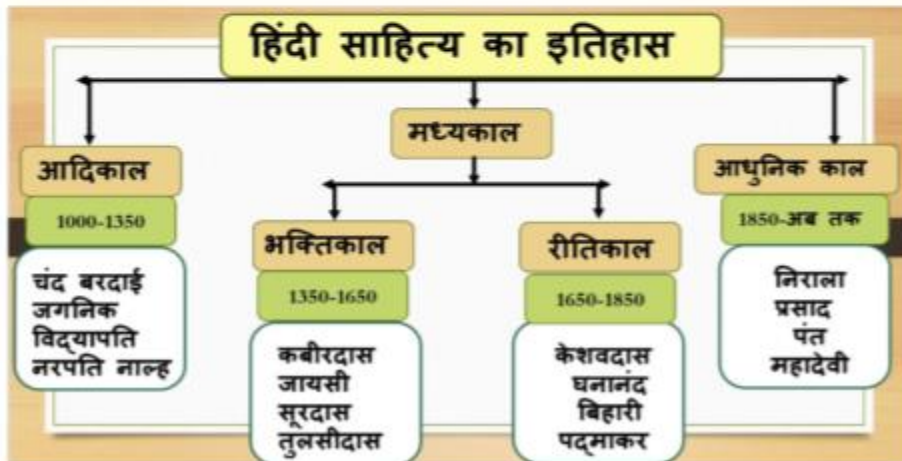 हिंदी साहित्य का इतिहास
मध्यकाल
आदिकाल
1000-1350
चंद बरदाई
जगनिक
विद्यापति
नरपति नाल्ह
भक्तिकाल
1350-1650
कबीरदास
जायसी
सूरदास
तुलसीदास
रीतिकाल
1650-1850
केशवदास
घनानंद
बिहारी
पद्माकर
आधुनिक काल
1850-अब तक
निराला
प्रसाद
पंत
महादेवी